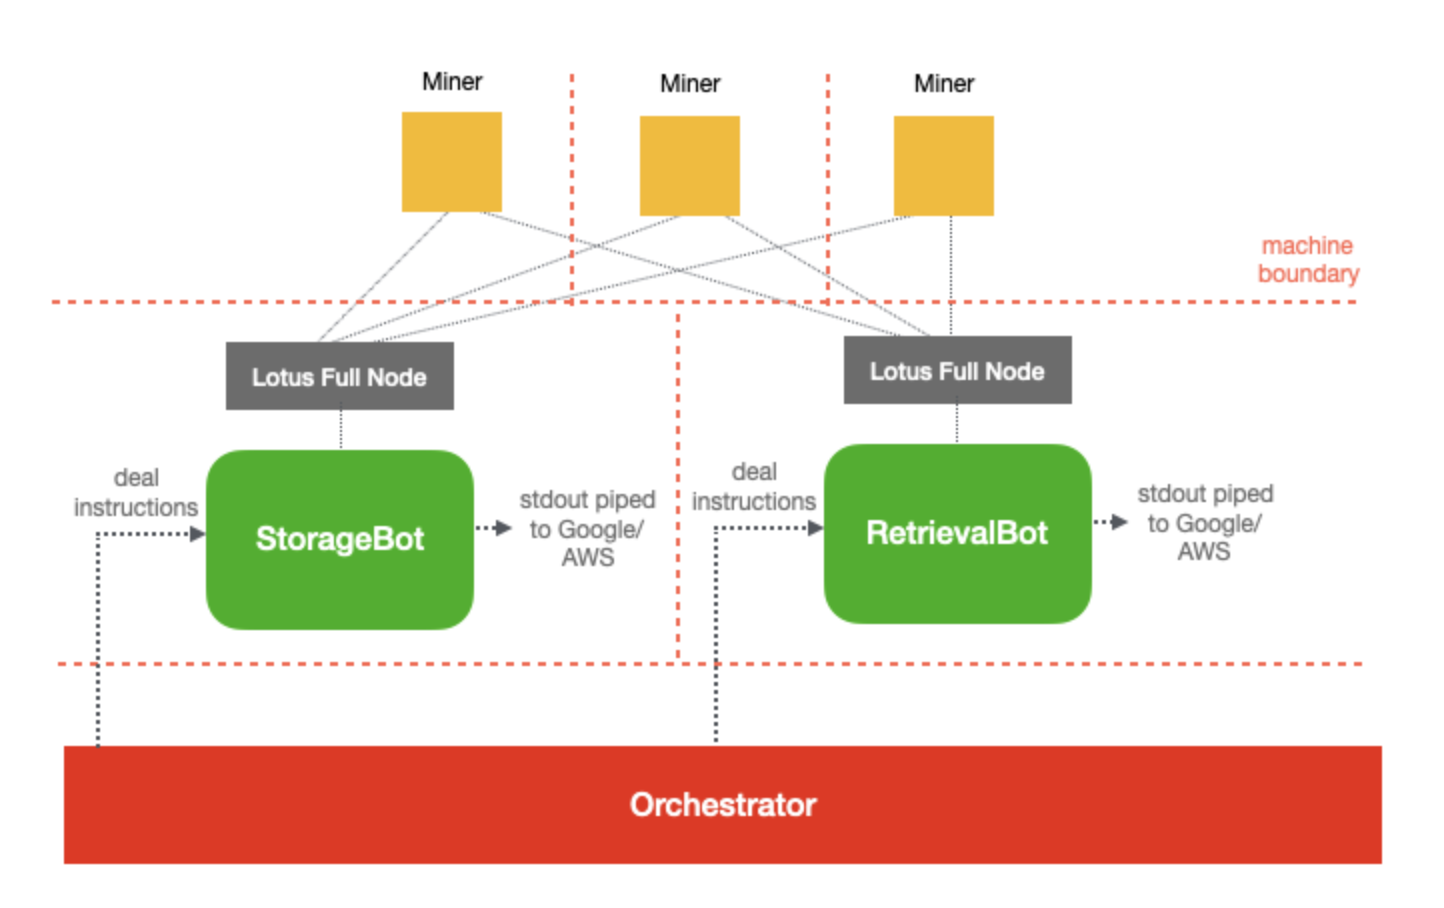 Miner
Miner
Miner
machine
boundary
Lotus Full Node
Lotus Full Node
deal
instructions
StorageBot
stdout piped
to Google/
AWS
deal
instructions
RetrievalBot
stdout piped
to Google/
AWS
Orchestrator